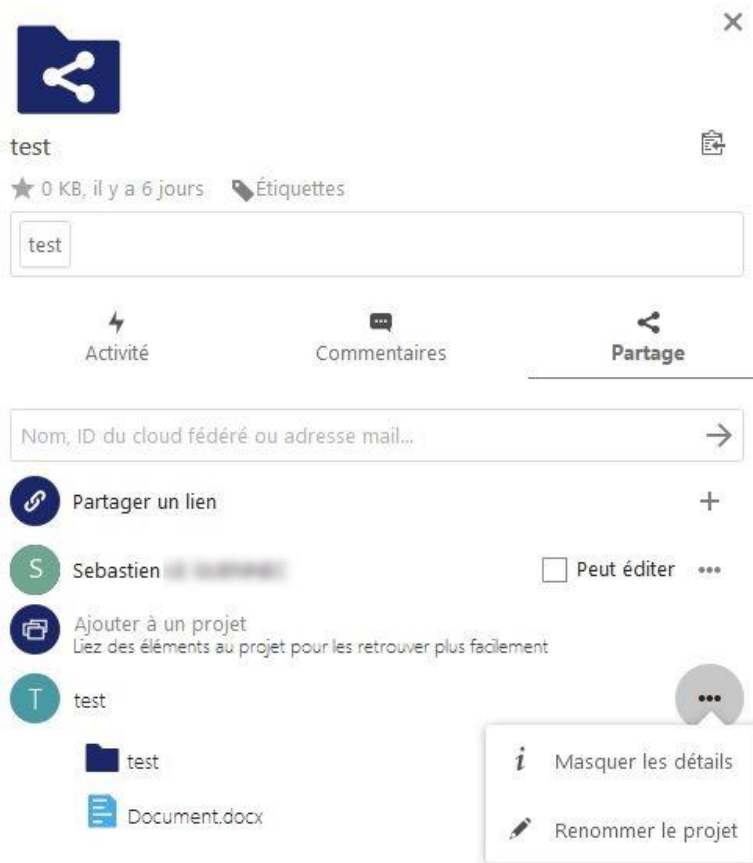 test
0 KB, il y a 6 jours Étiquettes
test
Activité Commentaires Partage
Nom, ID du cloud fédéré ou adresse mail...
Partager un lien
S Sebastien Peut éditer
Ajouter à un projet
Liez des éléments au projet pour les retrouver plus facilement
T test
test
Masquer les détails
Document.docx
Renommer le projet